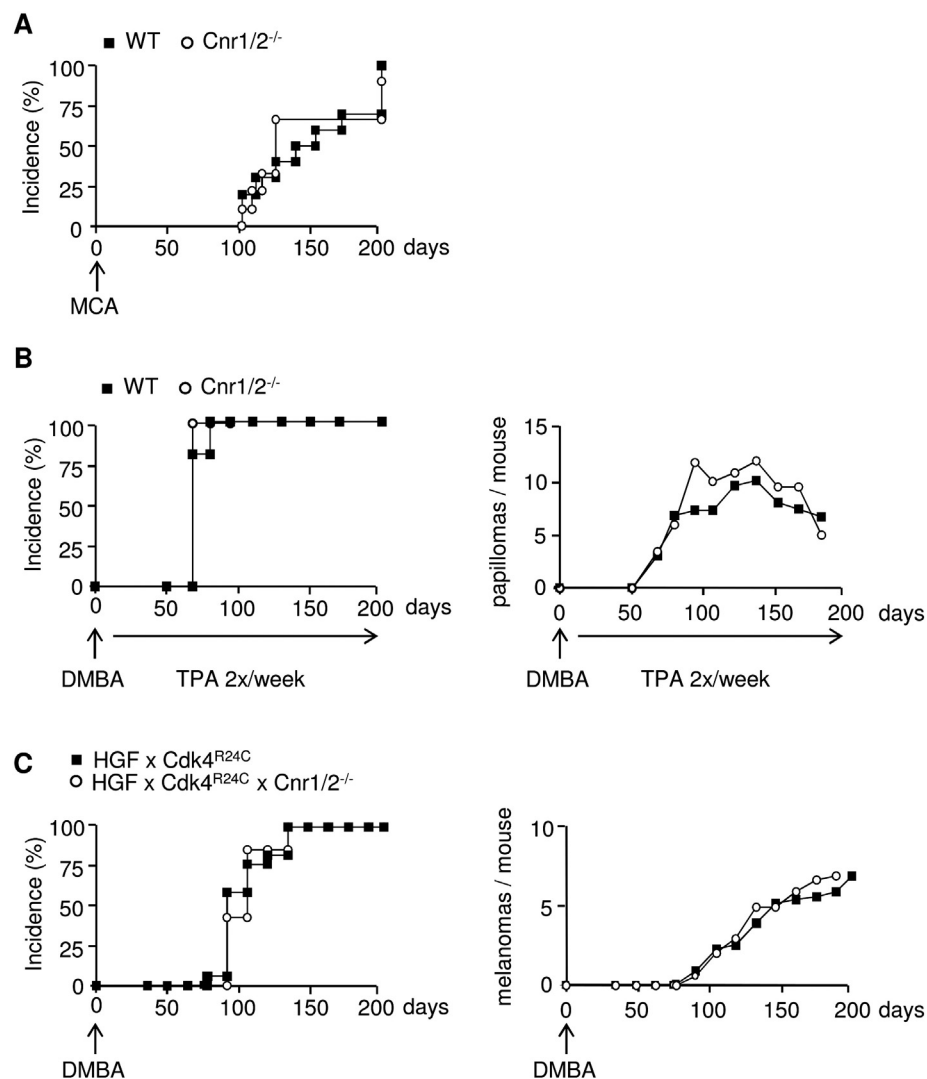 A
WT Cnr1/2-/-
Incidence (%)
100
75
50
25
0
0 50 100 150 200 days
MCA
B
WT Cnr1/2-/-
Incidence (%)
100
75
50
25
0
0 50 100 150 200 days
DMBA TPA 2x/week
papillomas / mouse
15
10
5
0
0 50 100 150 200 days
DMBA TPA 2x/week
C
HGF x Cdk4R24C
HGF x Cdk4R24C x Cnr1/2-/-
Incidence (%)
100
75
50
25
0
0 50 100 150 200 days
DMBA
melanomas / mouse
10
5
0
0 50 100 150 200 days
DMBA